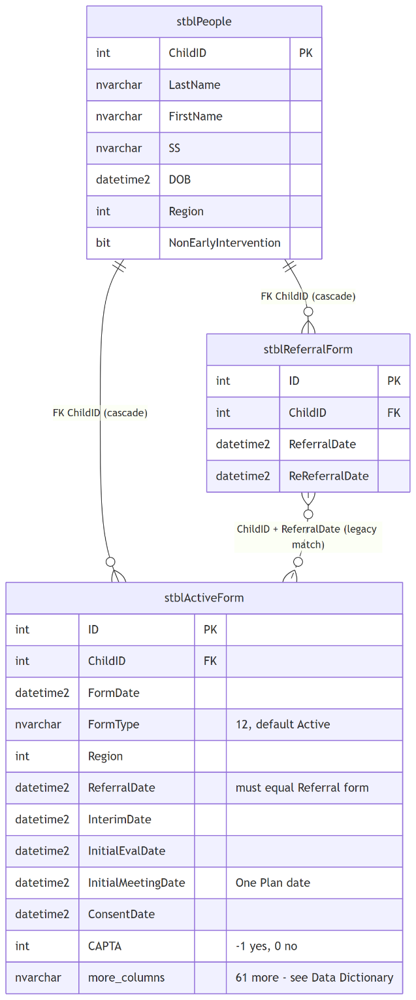 stblPeople
int ChildID PK
nvarchar LastName
nvarchar FirstName
nvarchar SS
datetime2 DOB
int Region
bit NonEarlyIntervention
FK ChildID (cascade)
stblReferralForm
int ID PK
int ChildID FK
datetime2 ReferralDate
datetime2 ReReferralDate
FK ChildID (cascade)
ChildID + ReferralDate (legacy
match)
stblActiveForm
int ID PK
int ChildID FK
datetime2 FormDate
nvarchar FormType 12, default Active
int Region
datetime2 ReferralDate must equal Referral form
datetime2 InterimDate
datetime2 InitialEvalDate
datetime2 InitialMeetingDate One Plan date
datetime2 ConsentDate
int CAPTA -1 yes, 0 no
nvarchar more_columns 61 more - see Data Dictionary